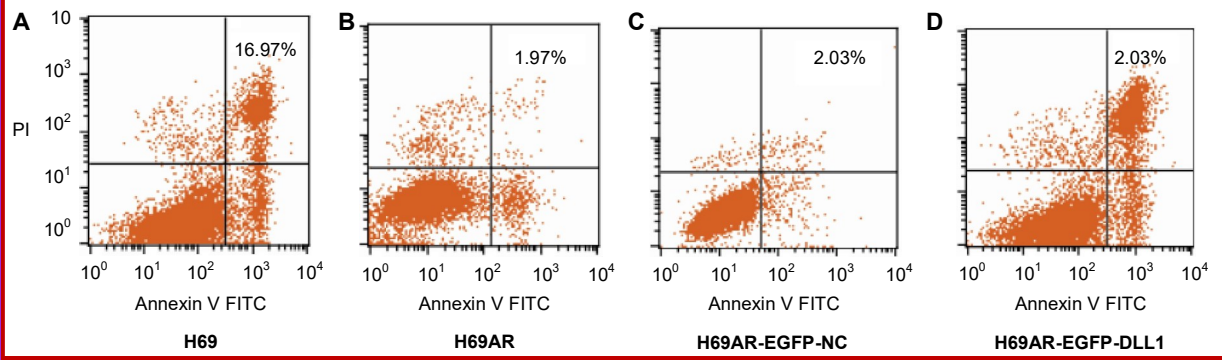 A
B
C
D
10
10³
10²
10¹
10⁰
PI
16.97%
10⁰ 10¹ 10² 10³ 10⁴
Annexin V FITC
H69
1.97%
10⁰ 10¹ 10² 10³ 10⁴
Annexin V FITC
H69AR
2.03%
10⁰ 10¹ 10² 10³ 10⁴
Annexin V FITC
H69AR-EGFP-NC
2.03%
10⁰ 10¹ 10² 10³ 10⁴
Annexin V FITC
H69AR-EGFP-DLL1